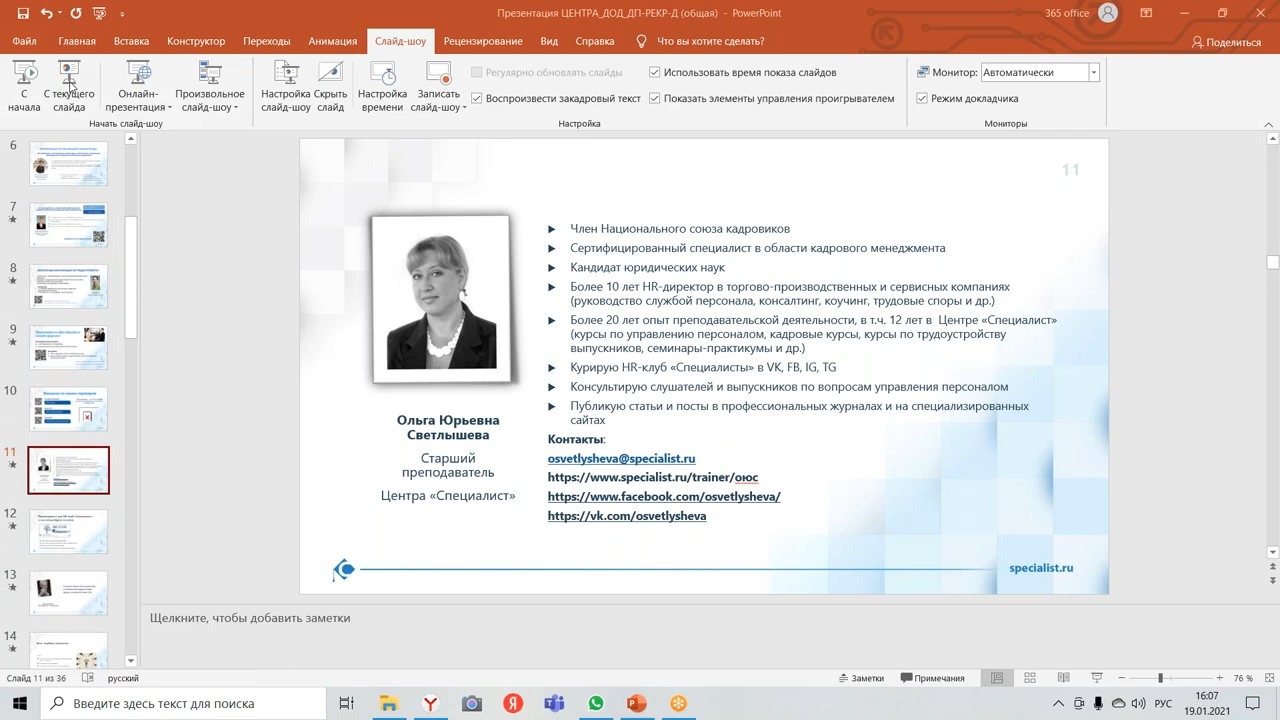 Презентация ЦЕНТРА_ДОД_ДП-РЕКР-Д (общая) - PowerPoint
365 office
Файл Главная Вставка Конструктор Переходы Анимация Слайд-шоу Рецензирование Вид Справка Что вы хотите сделать? Поделиться
С начала
С текущего слайда
Онлайн-презентация
Произвольное слайд-шоу
Начать слайд-шоу
Настройка слайд-шоу
Скрыть слайд
Настройка времени
Записать слайд-шоу
Регулярно обновлять слайды
Воспроизвести закадровый текст
Использовать время показа слайдов
Показать элементы управления проигрывателем
Настройка
Монитор: Автоматически
Режим докладчика
Мониторы
6
7
10
11
12
13
14
11
Член Национального союза кадровиков
Сертифицированный специалист в области кадрового менеджмента
Кандидат юридических наук
Более 10 лет HR-директор в торгово-производственных и сервисных компаниях
(руководство службой персонала, консалтинг, коучинг, трудовые споры и др.)
Более 20 лет опыт преподавательской деятельности, в т.ч. 12 лет в Центре «Специалист»
(курсы по управлению персоналом, кадровые курсы, курсы по трудоустройству
выпускников, семинары-практикумы и др.)
Курирую HR-клуб «Специалисты» в VK, FB, IG, TG
Консультирую слушателей и выпускников по вопросам управления персоналом
Публикую статьи и посты в профессиональных журналах и на специализированных
сайтах
Контакты:
osvetlysheva@specialist.ru
https://www.specialist.ru/trainer/оюс
https://www.facebook.com/osvetlysheva/
https://vk.com/osvetlysheva
Ольга Юрьевна
Светлышева
Старший
преподаватель
Центра «Специалист»
specialist.ru
Щелкните, чтобы добавить заметки
Слайд 11 из 36 русский Заметки Примечания 76 %
Введите здесь текст для поиска
РУС
16:07
19.01.2021